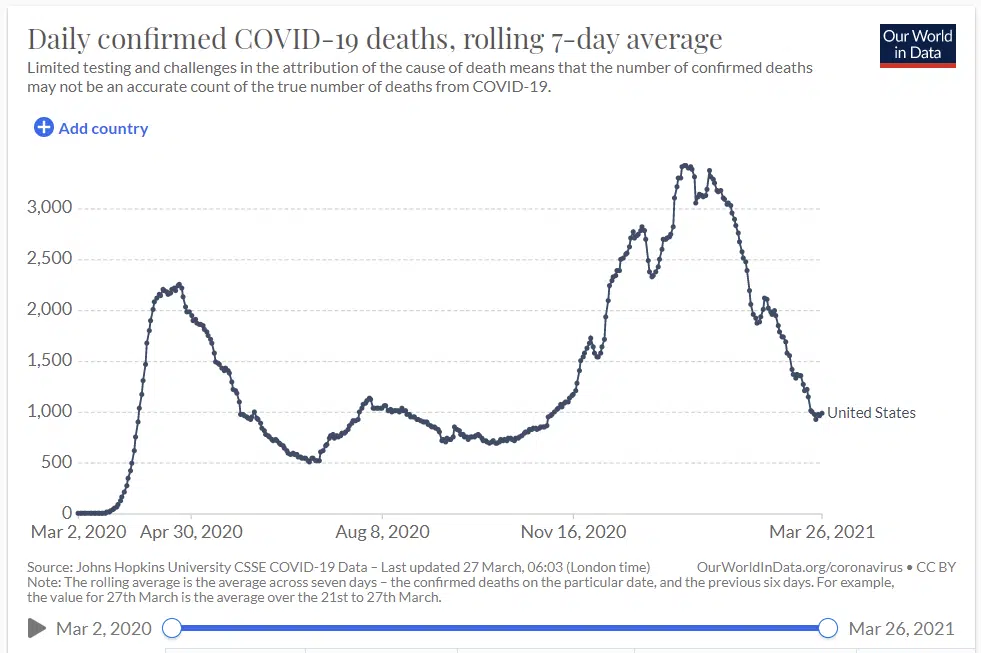 Daily confirmed COVID-19 deaths, rolling 7-day average
Our World
in Data
Limited testing and challenges in the attribution of the cause of death means that the number of confirmed deaths
may not be an accurate count of the true number of deaths from COVID-19.
Add country
3,000
2,500
2,000
1,500
1,000
500
0
United States
Mar 2, 2020 Apr 30, 2020 Aug 8, 2020 Nov 16, 2020 Mar 26, 2021
Source: Johns Hopkins University CSSE COVID-19 Data – Last updated 27 March, 06:03 (London time) OurWorldInData.org/coronavirus • CC BY
Note: The rolling average is the average across seven days – the confirmed deaths on the particular date, and the previous six days. For example,
the value for 27th March is the average over the 21st to 27th March.
Mar 2, 2020 Mar 26, 2021